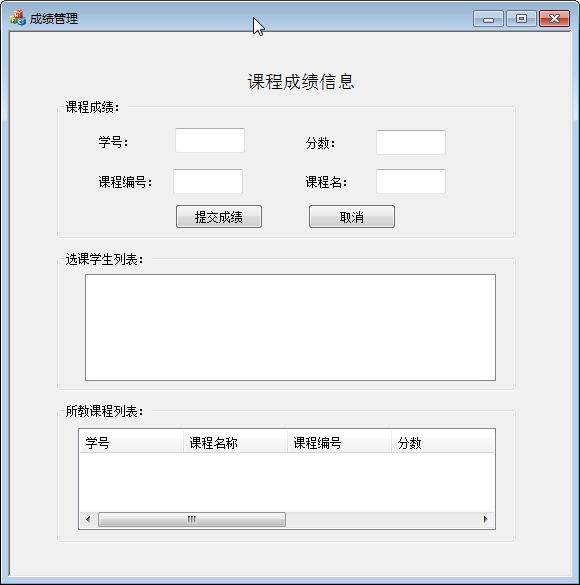 成绩管理
课程成绩信息
课程成绩：
学号：
分数：
课程编号：
课程名：
提交成绩
取消
选课学生列表：
所教课程列表：
学号 课程名称 课程编号 分数